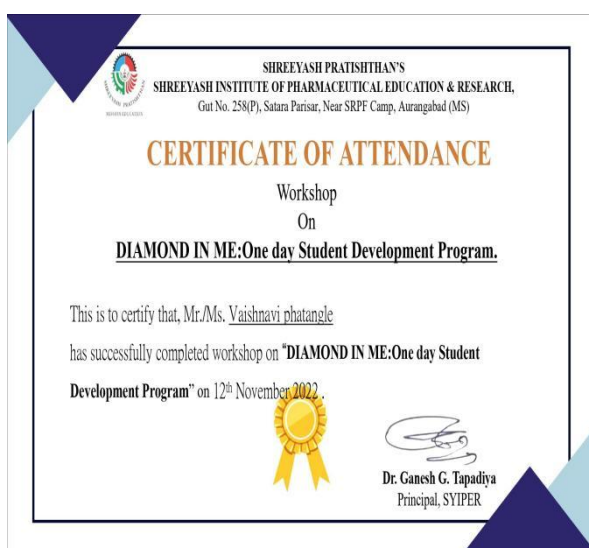 SHREEYASH PRATISHTHAN'S
SHREEYASH INSTITUTE OF PHARMACEUTICAL EDUCATION & RESEARCH,
Gut No. 258(P), Satara Parisar, Near SRPF Camp, Aurangabad (MS)
CERTIFICATE OF ATTENDANCE
Workshop
On
DIAMOND IN ME:One day Student Development Program.
This is to certify that, Mr./Ms. Vaishnavi phatangle
has successfully completed workshop on "DIAMOND IN ME:One day Student
Development Program" on 12th November 2022 .
Dr. Ganesh G. Tapadiya
Principal, SYIPER